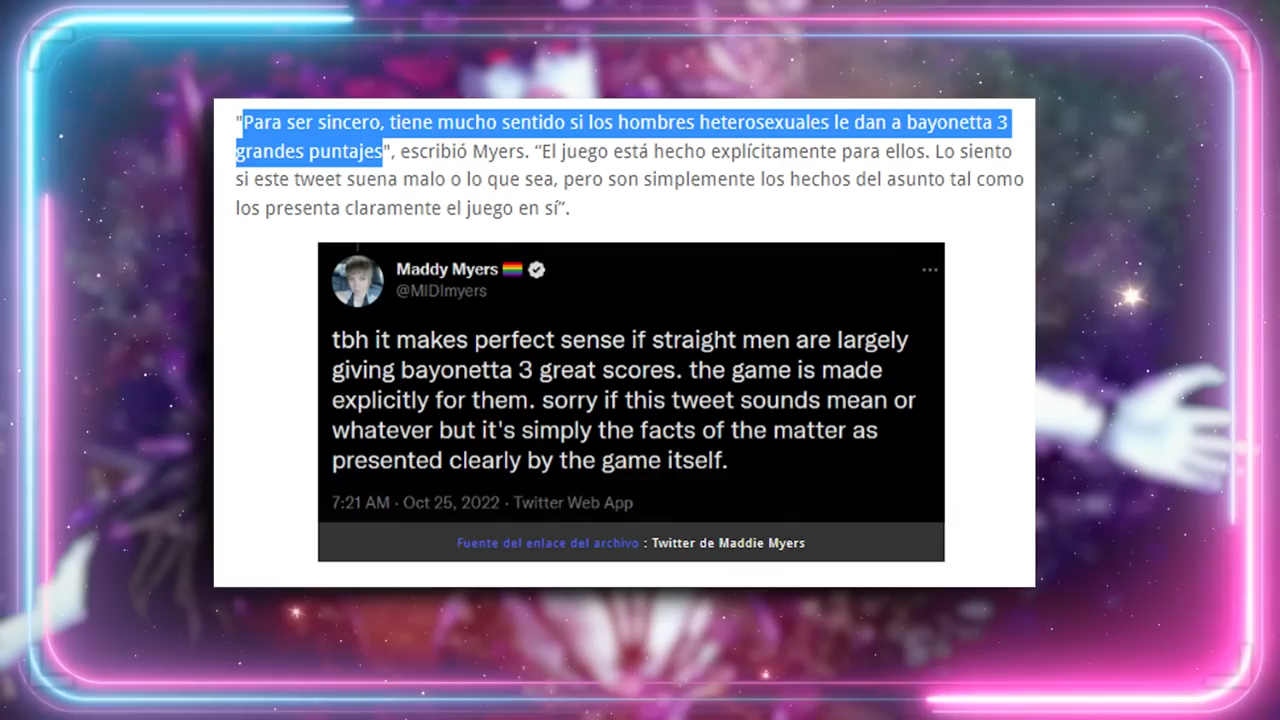 "Para ser sincero, tiene mucho sentido si los hombres heterosexuales le dan a bayonetta 3
grandes puntajes", escribió Myers. “El juego está hecho explícitamente para ellos. Lo siento
si este tweet suena malo o lo que sea, pero son simplemente los hechos del asunto tal como
los presenta claramente el juego en sí”.
Maddy Myers
@MIDImyers
tbh it makes perfect sense if straight men are largely
giving bayonetta 3 great scores. the game is made
explicitly for them. sorry if this tweet sounds mean or
whatever but it's simply the facts of the matter as
presented clearly by the game itself.
7:21 AM · Oct 25, 2022 · Twitter Web App
Fuente del enlace del archivo : Twitter de Maddie Myers